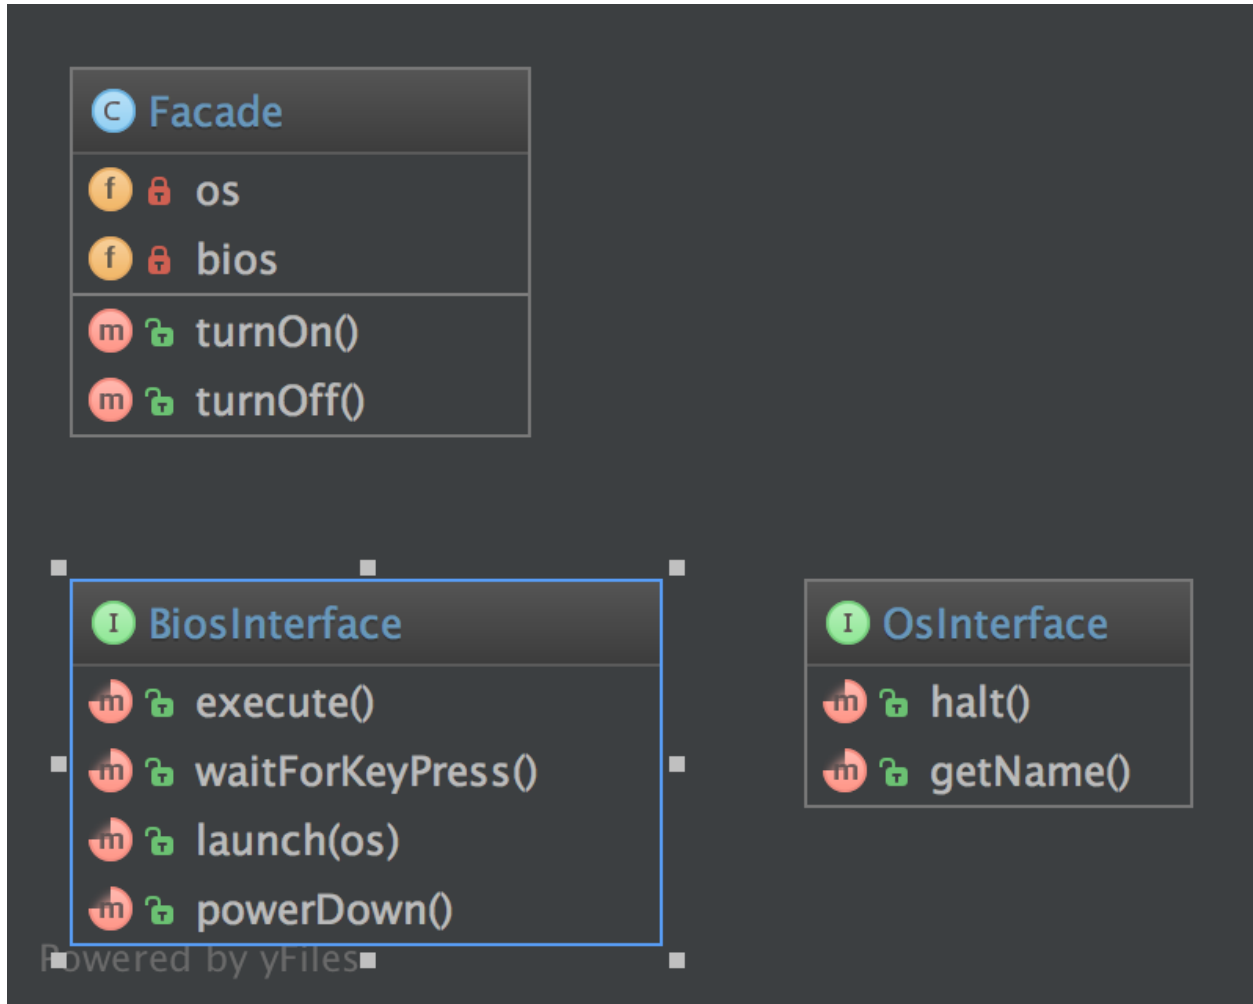 C Facade
f os
f bios
m turnOn()
m turnOff()
I BiosInterface
m execute()
m waitForKeyPress()
m launch(os)
m powerDown()
I OsInterface
m halt()
m getName()
Powered by yFiles